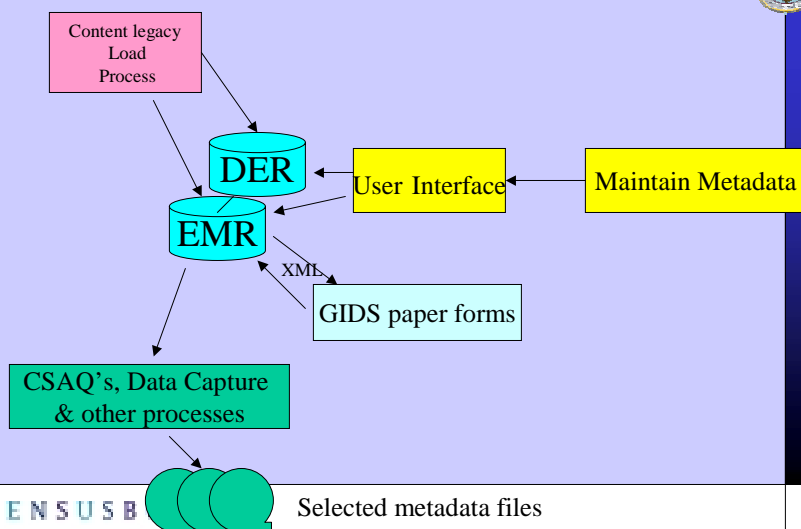 Content legacy
Load
Process
DER
User Interface
Maintain Metadata
EMR
XML
GIDS paper forms
CSAQ's, Data Capture
& other processes
E N S U S B
Selected metadata files